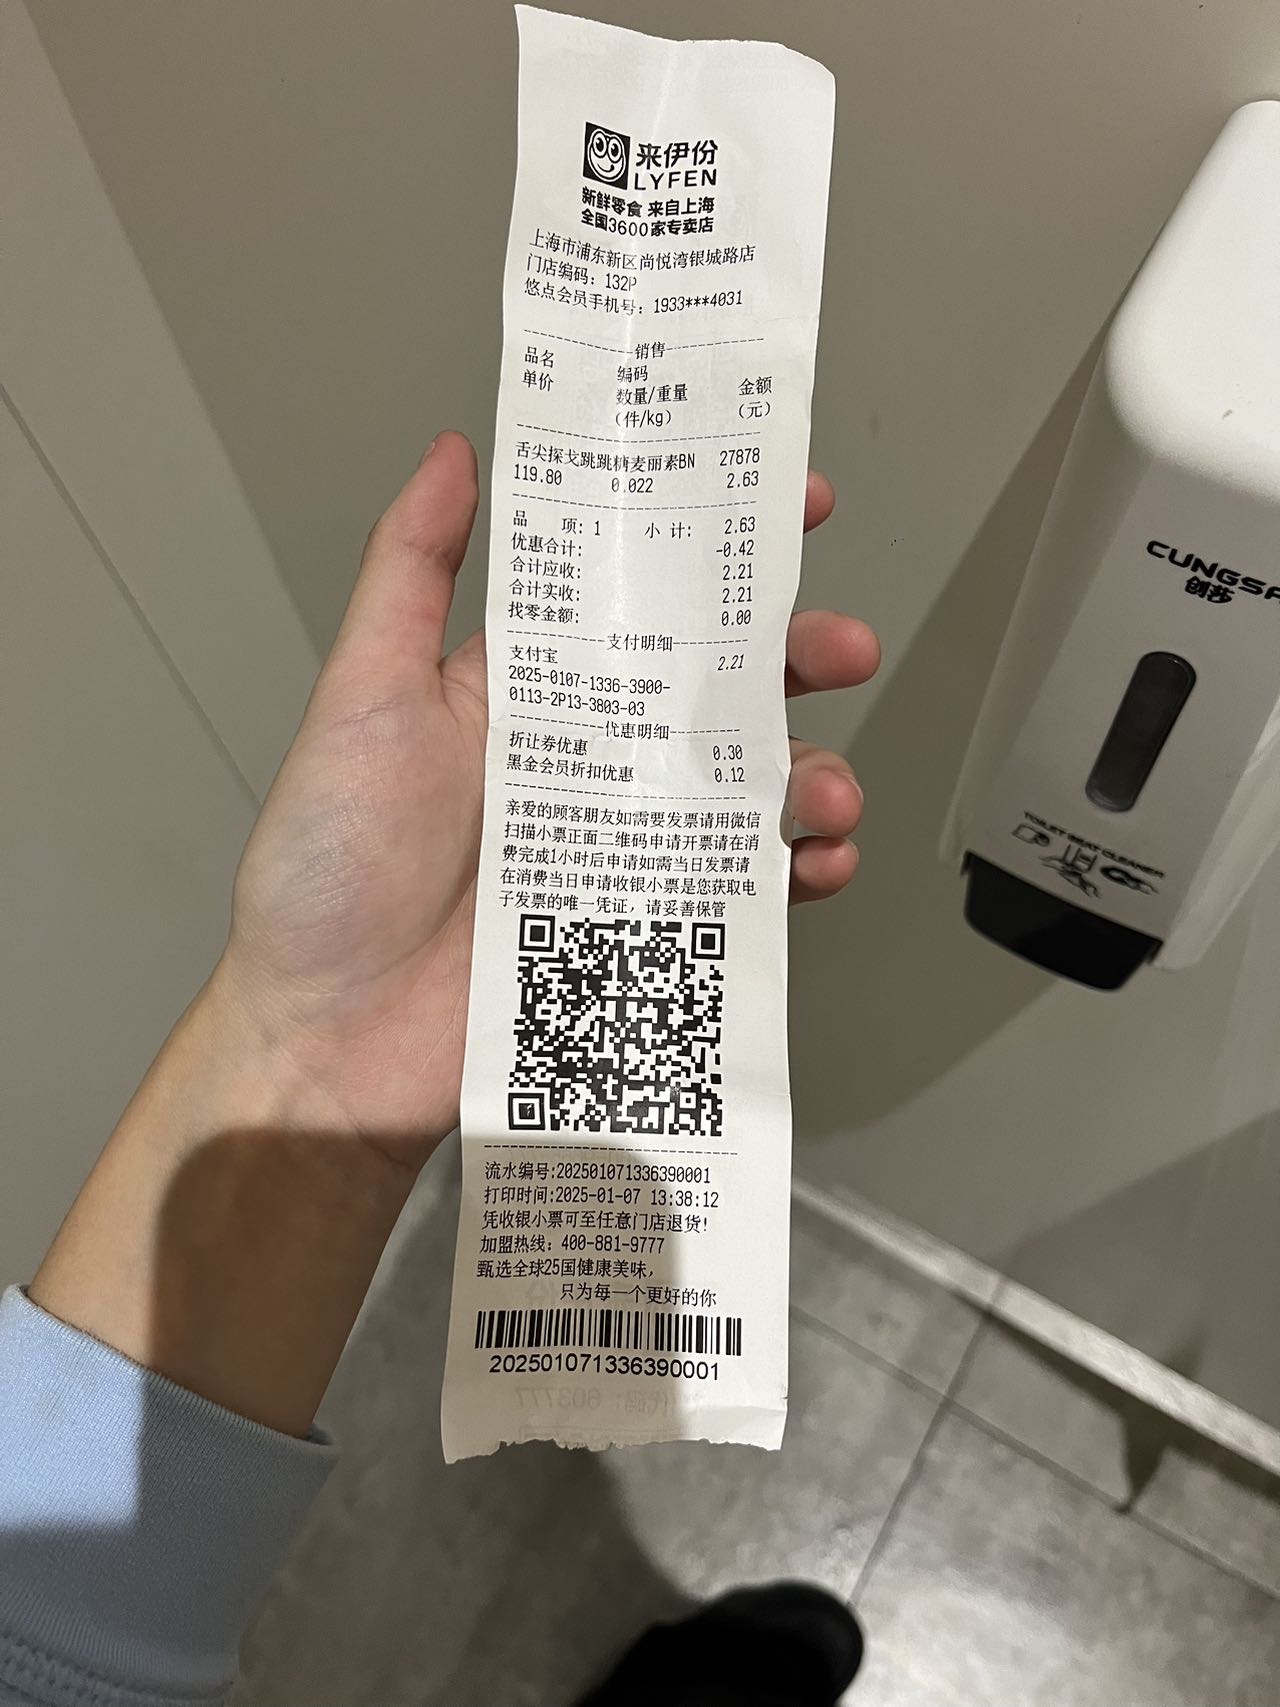 来伊份
LYFEN
新鲜零食 来自上海
全国3600家专卖店
上海市浦东新区尚悦湾银城路店
门店编码: 132P
悠点会员手机号: 1933***4031
--------------销售--------------
品名 编码
单价 数量/重量 金额
(件/kg) (元)
舌尖探戈跳跳糖麦丽素BN 27878
119.80 0.022 2.63
品 项: 1 小 计: 2.63
优惠合计: -0.42
合计应收: 2.21
合计实收: 2.21
找零金额: 0.00
------------支付明细------------
支付宝 2.21
2025-0107-1336-3900-
0113-2P13-3803-03
------------优惠明细------------
折让券优惠 0.30
黑金会员折扣优惠 0.12
亲爱的顾客朋友如需要发票请用微信
扫描小票正面二维码申请开票请在消
费完成1小时后申请如需当日发票请
在消费当日申请收银小票是您获取电
子发票的唯一凭证，请妥善保管
流水编号:202501071336390001
打印时间:2025-01-07 13:38:12
凭收银小票可至任意门店退货!
加盟热线: 400-881-9777
甄选全球25国健康美味，
只为每一个更好的你
202501071336390001
CUNGSA
创莎
TOILET SEAT CLEANER